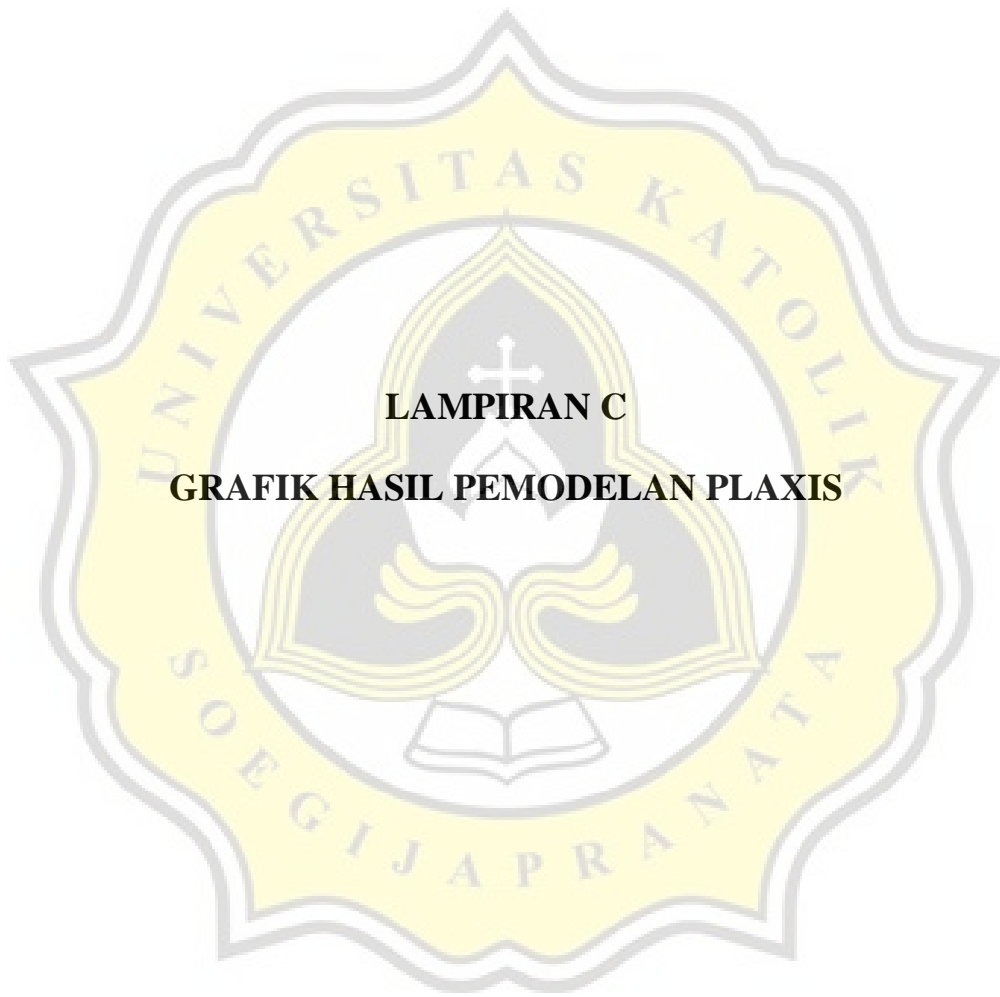 UNIVERSITAS KATOLIK
LAMPIRAN C
GRAFIK HASIL PEMODELAN PLAXIS
SOEGIJAPRANATA